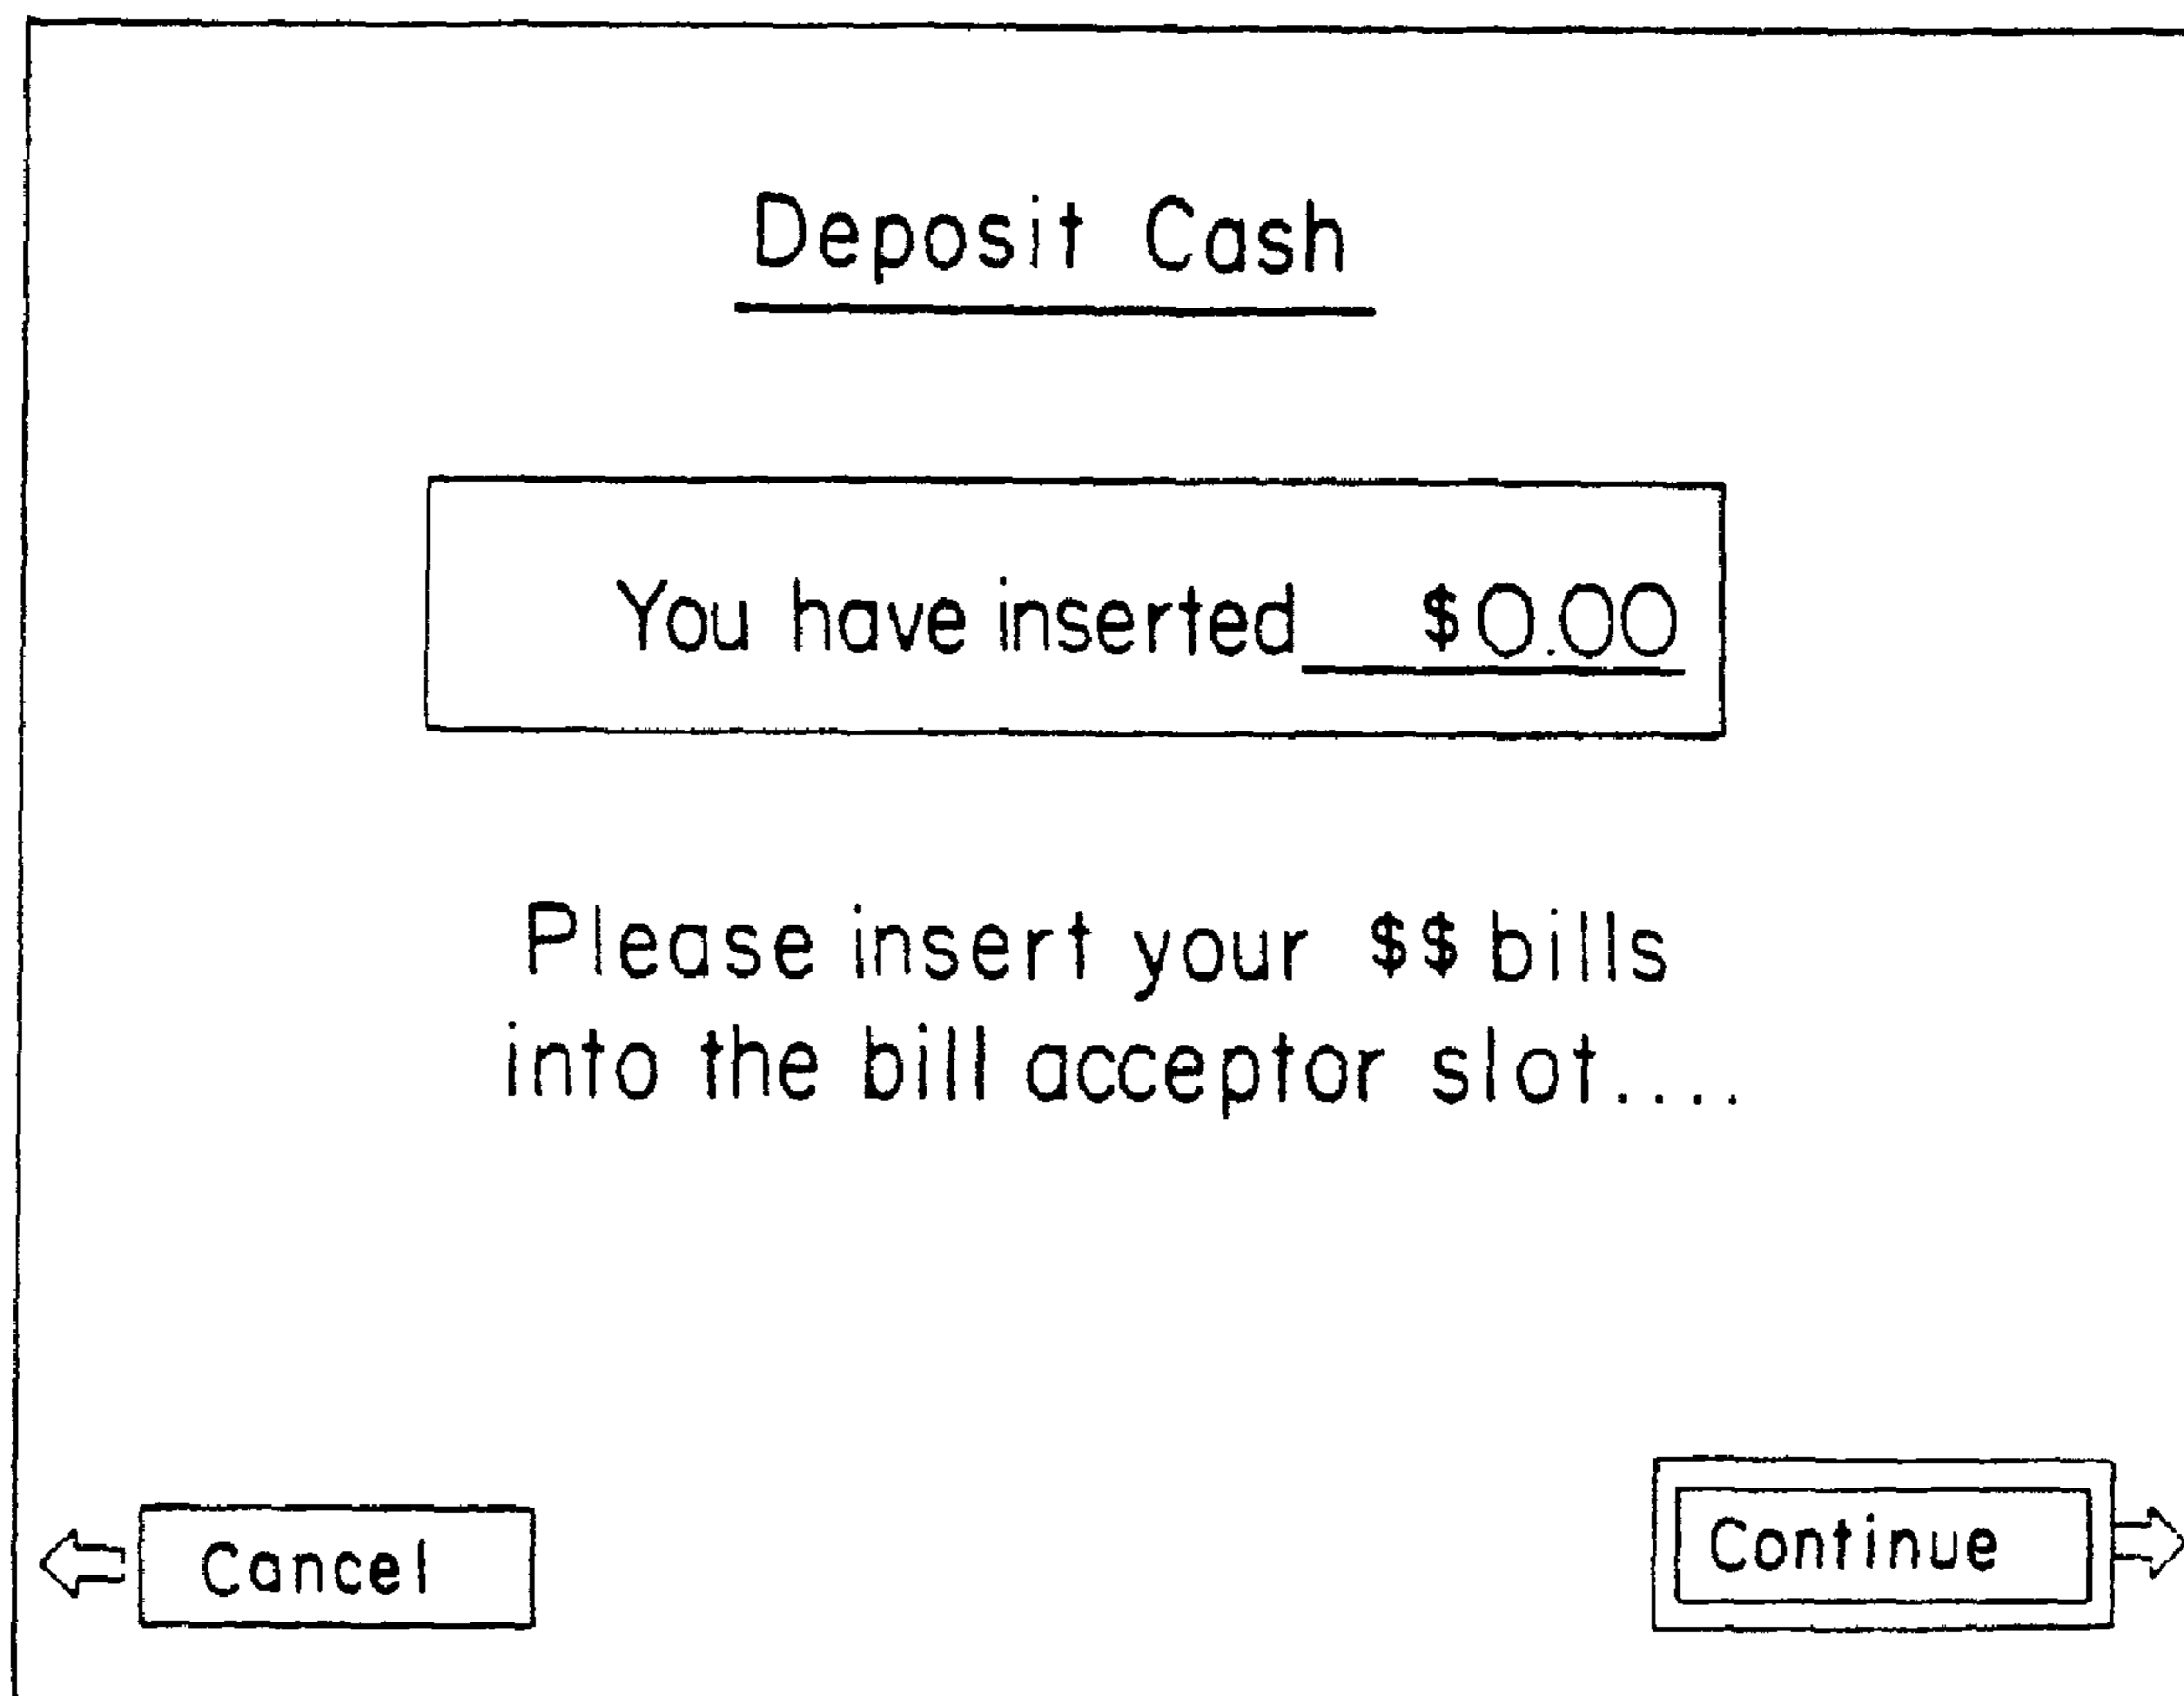 Deposit Cash
You have inserted $0.00
Please insert your $$ bills
into the bill acceptor slot....
Cancel
Continue